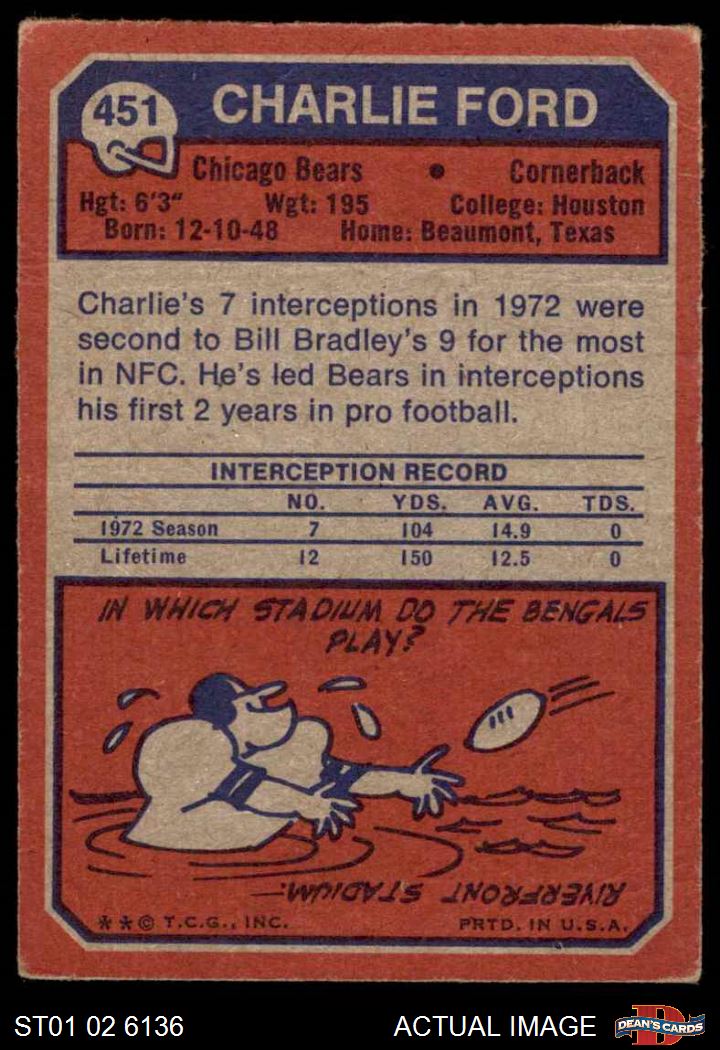 451
CHARLIE FORD
Chicago Bears • Cornerback
Hgt: 6'3" Wgt: 195 College: Houston
Born: 12-10-48 Home: Beaumont, Texas
Charlie's 7 interceptions in 1972 were
second to Bill Bradley's 9 for the most
in NFC. He's led Bears in interceptions
his first 2 years in pro football.
INTERCEPTION RECORD
NO. YDS. AVG. TDS.
1972 Season 7 104 14.9 0
Lifetime 12 150 12.5 0
IN WHICH STADIUM DO THE BENGALS
PLAY?
RIVERFRONT STADIUM.
**© T.C.G., INC. PRTD. IN U.S.A.
ST01 02 6136 ACTUAL IMAGE
D
DEAN'S CARDS